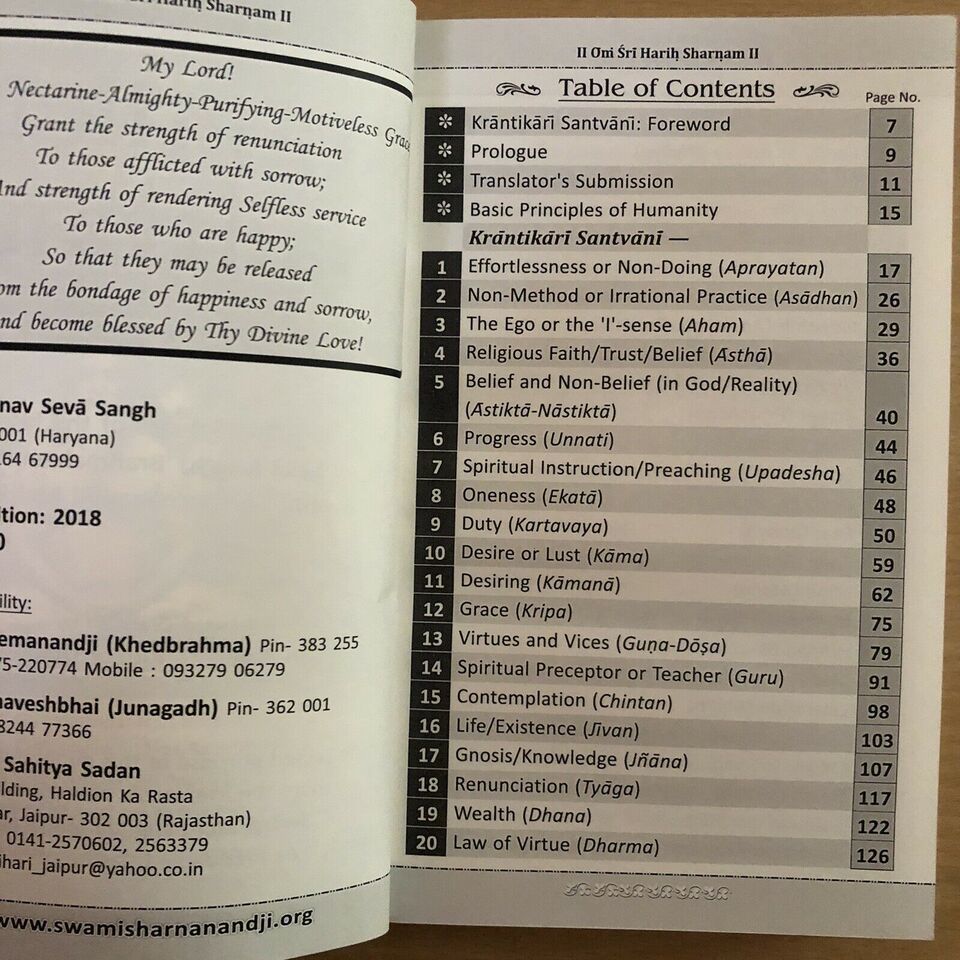 Hariḥ Sharṇam II
My Lord!
Nectarine-Almighty-Purifying-Motiveless Grace
Grant the strength of renunciation
To those afflicted with sorrow;
And strength of rendering Selfless service
To those who are happy;
So that they may be released
om the bondage of happiness and sorrow,
nd become blessed by Thy Divine Love!
nav Sevā Sangh
001 (Haryana)
64 67999
ition: 2018
0
ility:
emanandji (Khedbrahma) Pin- 383 255
75-220774 Mobile : 093279 06279
haveshbhai (Junagadh) Pin- 362 001
8244 77366
Sahitya Sadan
lding, Haldion Ka Rasta
ar, Jaipur- 302 003 (Rajasthan)
0141-2570602, 2563379
ihari_jaipur@yahoo.co.in
www.swamisharnanandji.org
II Oṁ Śrī Hariḥ Sharṇam II
Table of Contents
Page No.
✼ Krāntikārī Santvānī: Foreword 7
✼ Prologue 9
✼ Translator's Submission 11
✼ Basic Principles of Humanity 15
Krāntikārī Santvānī —
1 Effortlessness or Non-Doing (Aprayatan) 17
2 Non-Method or Irrational Practice (Asādhan) 26
3 The Ego or the 'I'-sense (Aham) 29
4 Religious Faith/Trust/Belief (Āsthā) 36
5 Belief and Non-Belief (in God/Reality)
(Āstiktā-Nāstiktā) 40
6 Progress (Unnati) 44
7 Spiritual Instruction/Preaching (Upadesha) 46
8 Oneness (Ekatā) 48
9 Duty (Kartavaya) 50
10 Desire or Lust (Kāma) 59
11 Desiring (Kāmanā) 62
12 Grace (Kripa) 75
13 Virtues and Vices (Guṇa-Dōṣa) 79
14 Spiritual Preceptor or Teacher (Guru) 91
15 Contemplation (Chintan) 98
16 Life/Existence (Jīvan) 103
17 Gnosis/Knowledge (Jñāna) 107
18 Renunciation (Tyāga) 117
19 Wealth (Dhana) 122
20 Law of Virtue (Dharma) 126